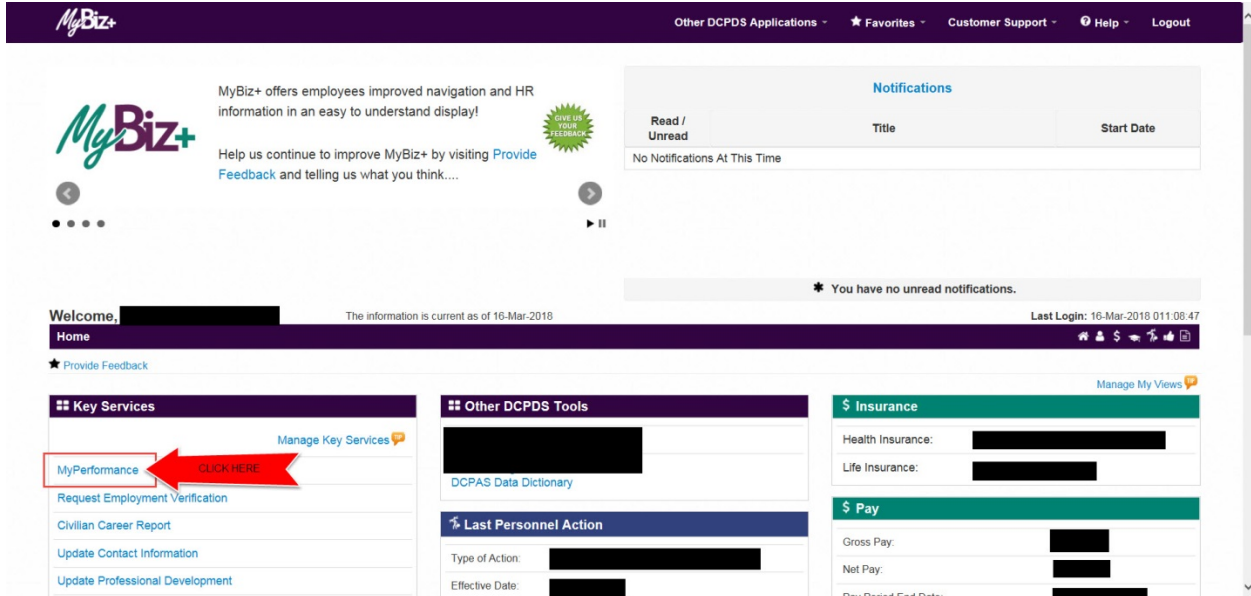 MyBiz+
Other DCPDS Applications
Favorites
Customer Support
Help
Logout
MyBiz+
MyBiz+ offers employees improved navigation and HR
information in an easy to understand display!
Help us continue to improve MyBiz+ by visiting Provide
Feedback and telling us what you think....
GIVE US
YOUR
FEEDBACK
Notifications
Read /
Unread
Title
Start Date
No Notifications At This Time
You have no unread notifications.
Welcome,
The information is current as of 16-Mar-2018
Last Login: 16-Mar-2018 011:08:47
Home
Provide Feedback
Manage My Views
Key Services
Manage Key Services
MyPerformance
CLICK HERE
Request Employment Verification
Civilian Career Report
Update Contact Information
Update Professional Development
Other DCPDS Tools
DCPAS Data Dictionary
Last Personnel Action
Type of Action:
Effective Date:
$ Insurance
Health Insurance:
Life Insurance:
$ Pay
Gross Pay:
Net Pay:
Pay Period End Date: